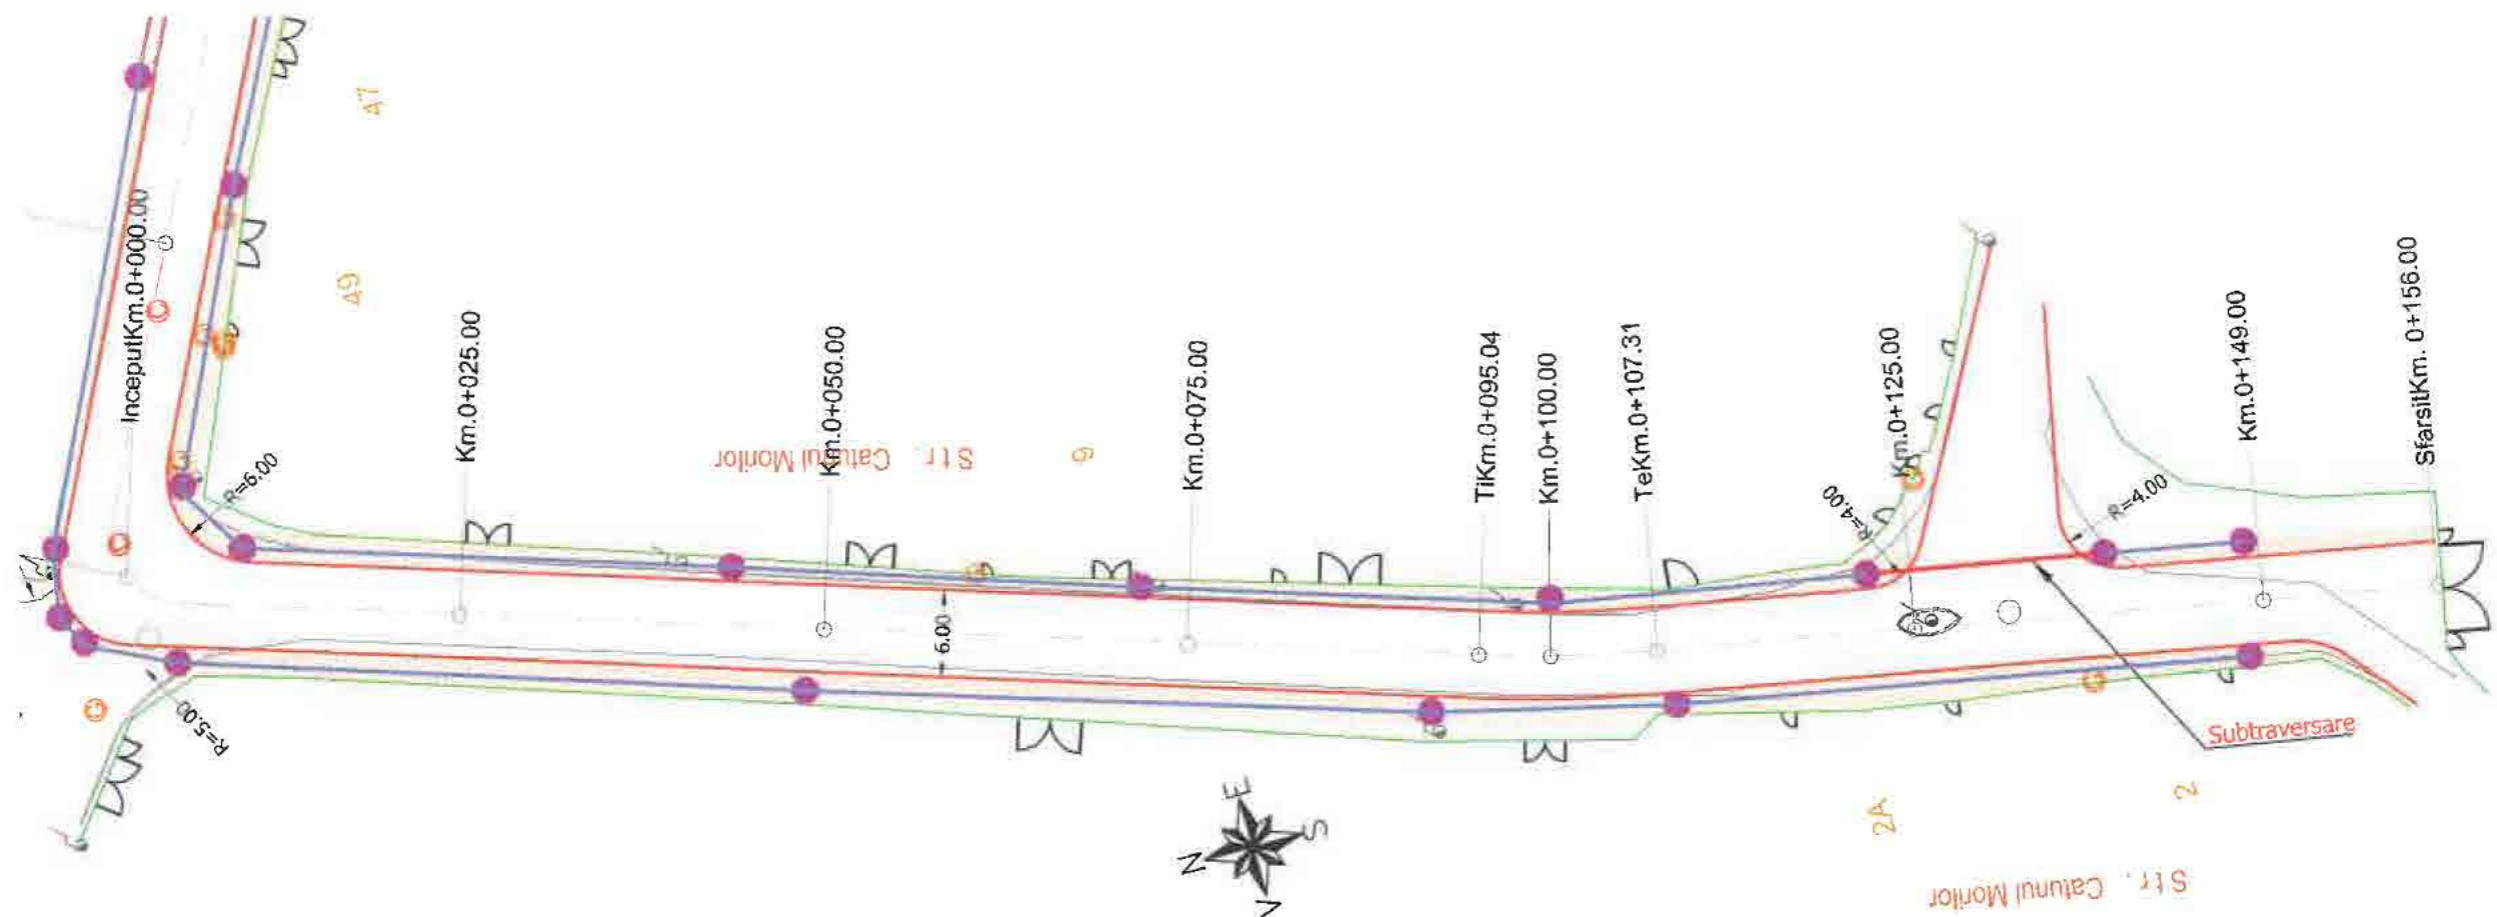 47
49
InceputKm.0+000.00
R=6.00
Km.0+025.00
Km.0+050.00
Str. Catunul Morilor
9
Km.0+075.00
TiKm.0+095.04
Km.0+100.00
TeKm.0+107.31
Km.0+125.00
R=4.00
R=4.00
Km.0+149.00
SfarsitKm. 0+156.00
6.00
R=5.00
G
G
Subtraversare
N
E
S
V
2A
2
Str. Catunul Morilor